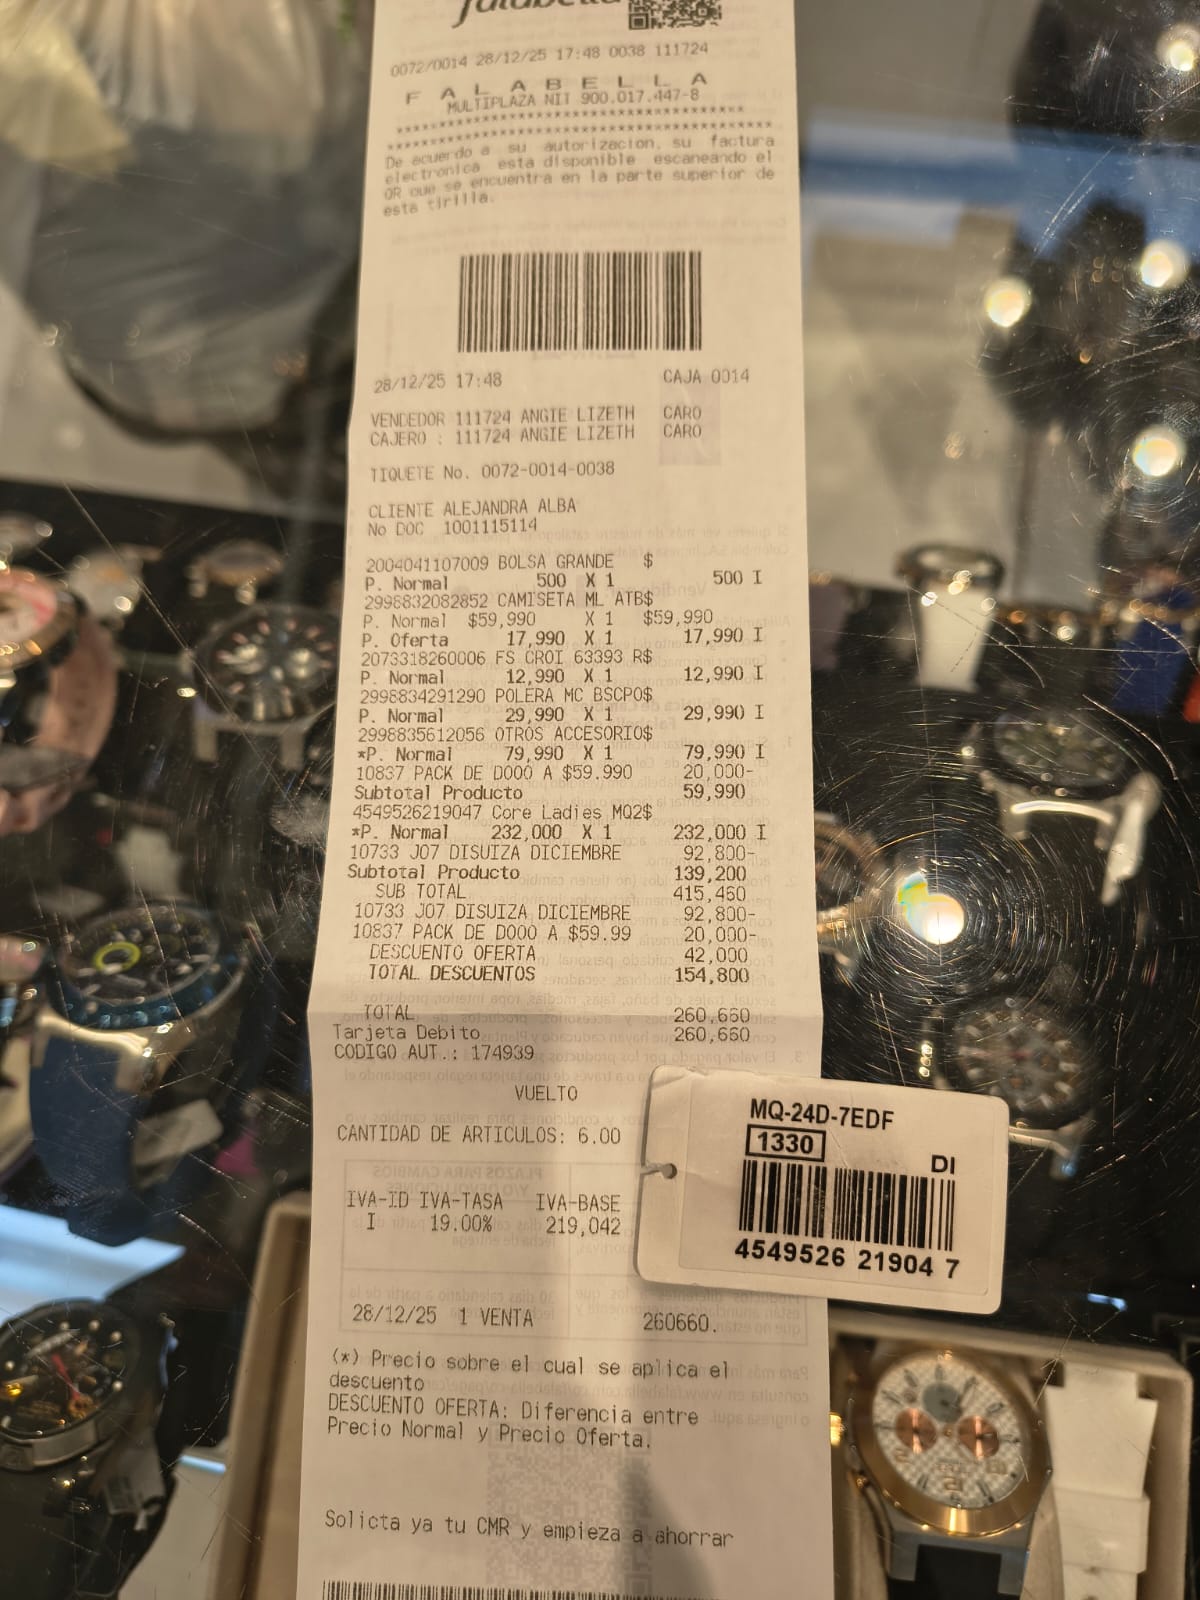 falabella
0072/0014 28/12/25 17:48 0038 111724
F A L A B E L L A
MULTIPLAZA NIT 900.017.447-8
De acuerdo a su autorizacion, su factura
electronica esta disponible escaneando el
QR que se encuentra en la parte superior de
esta tirilla.
28/12/25 17:48 CAJA 0014
VENDEDOR 111724 ANGIE LIZETH CARO
CAJERO : 111724 ANGIE LIZETH CARO
TIQUETE No. 0072-0014-0038
CLIENTE ALEJANDRA ALBA
No DOC 1001115114
2004041107009 BOLSA GRANDE $
P. Normal 500 X 1 500 I
2996832082852 CAMISETA ML ATB$
P. Normal $59,990 X 1 $59,990
P. Oferta 17,990 X 1 17,990 I
2073318260006 FS CROI 63393 R$
P. Normal 12,990 X 1 12,990 I
2998834291290 POLERA MC BSCPO$
P. Normal 29,990 X 1 29,990 I
2998835612056 OTROS ACCESORIO$
*P. Normal 79,990 X 1 79,990 I
10837 PACK DE DOOO A $59.990 20,000-
Subtotal Producto 59,990
4549526219047 Core Ladies MQ2$
*P. Normal 232,000 X 1 232,000 I
10733 J07 DISUIZA DICIEMBRE 92,800-
Subtotal Producto 139,200
SUB TOTAL 415,460
10733 J07 DISUIZA DICIEMBRE 92,800-
10837 PACK DE DOOO A $59.99 20,000-
DESCUENTO OFERTA 42,000
TOTAL DESCUENTOS 154,800
TOTAL 260,660
Tarjeta Debito 260,660
CODIGO AUT.: 174939
VUELTO
CANTIDAD DE ARTICULOS: 6.00
IVA-ID IVA-TASA IVA-BASE
I 19.00% 219,042
28/12/25 1 VENTA 260660.
(*) Precio sobre el cual se aplica el
descuento
DESCUENTO OFERTA: Diferencia entre
Precio Normal y Precio Oferta.
Solicta ya tu CMR y empieza a ahorrar
MQ-24D-7EDF
1330
DI
4549526 21904 7